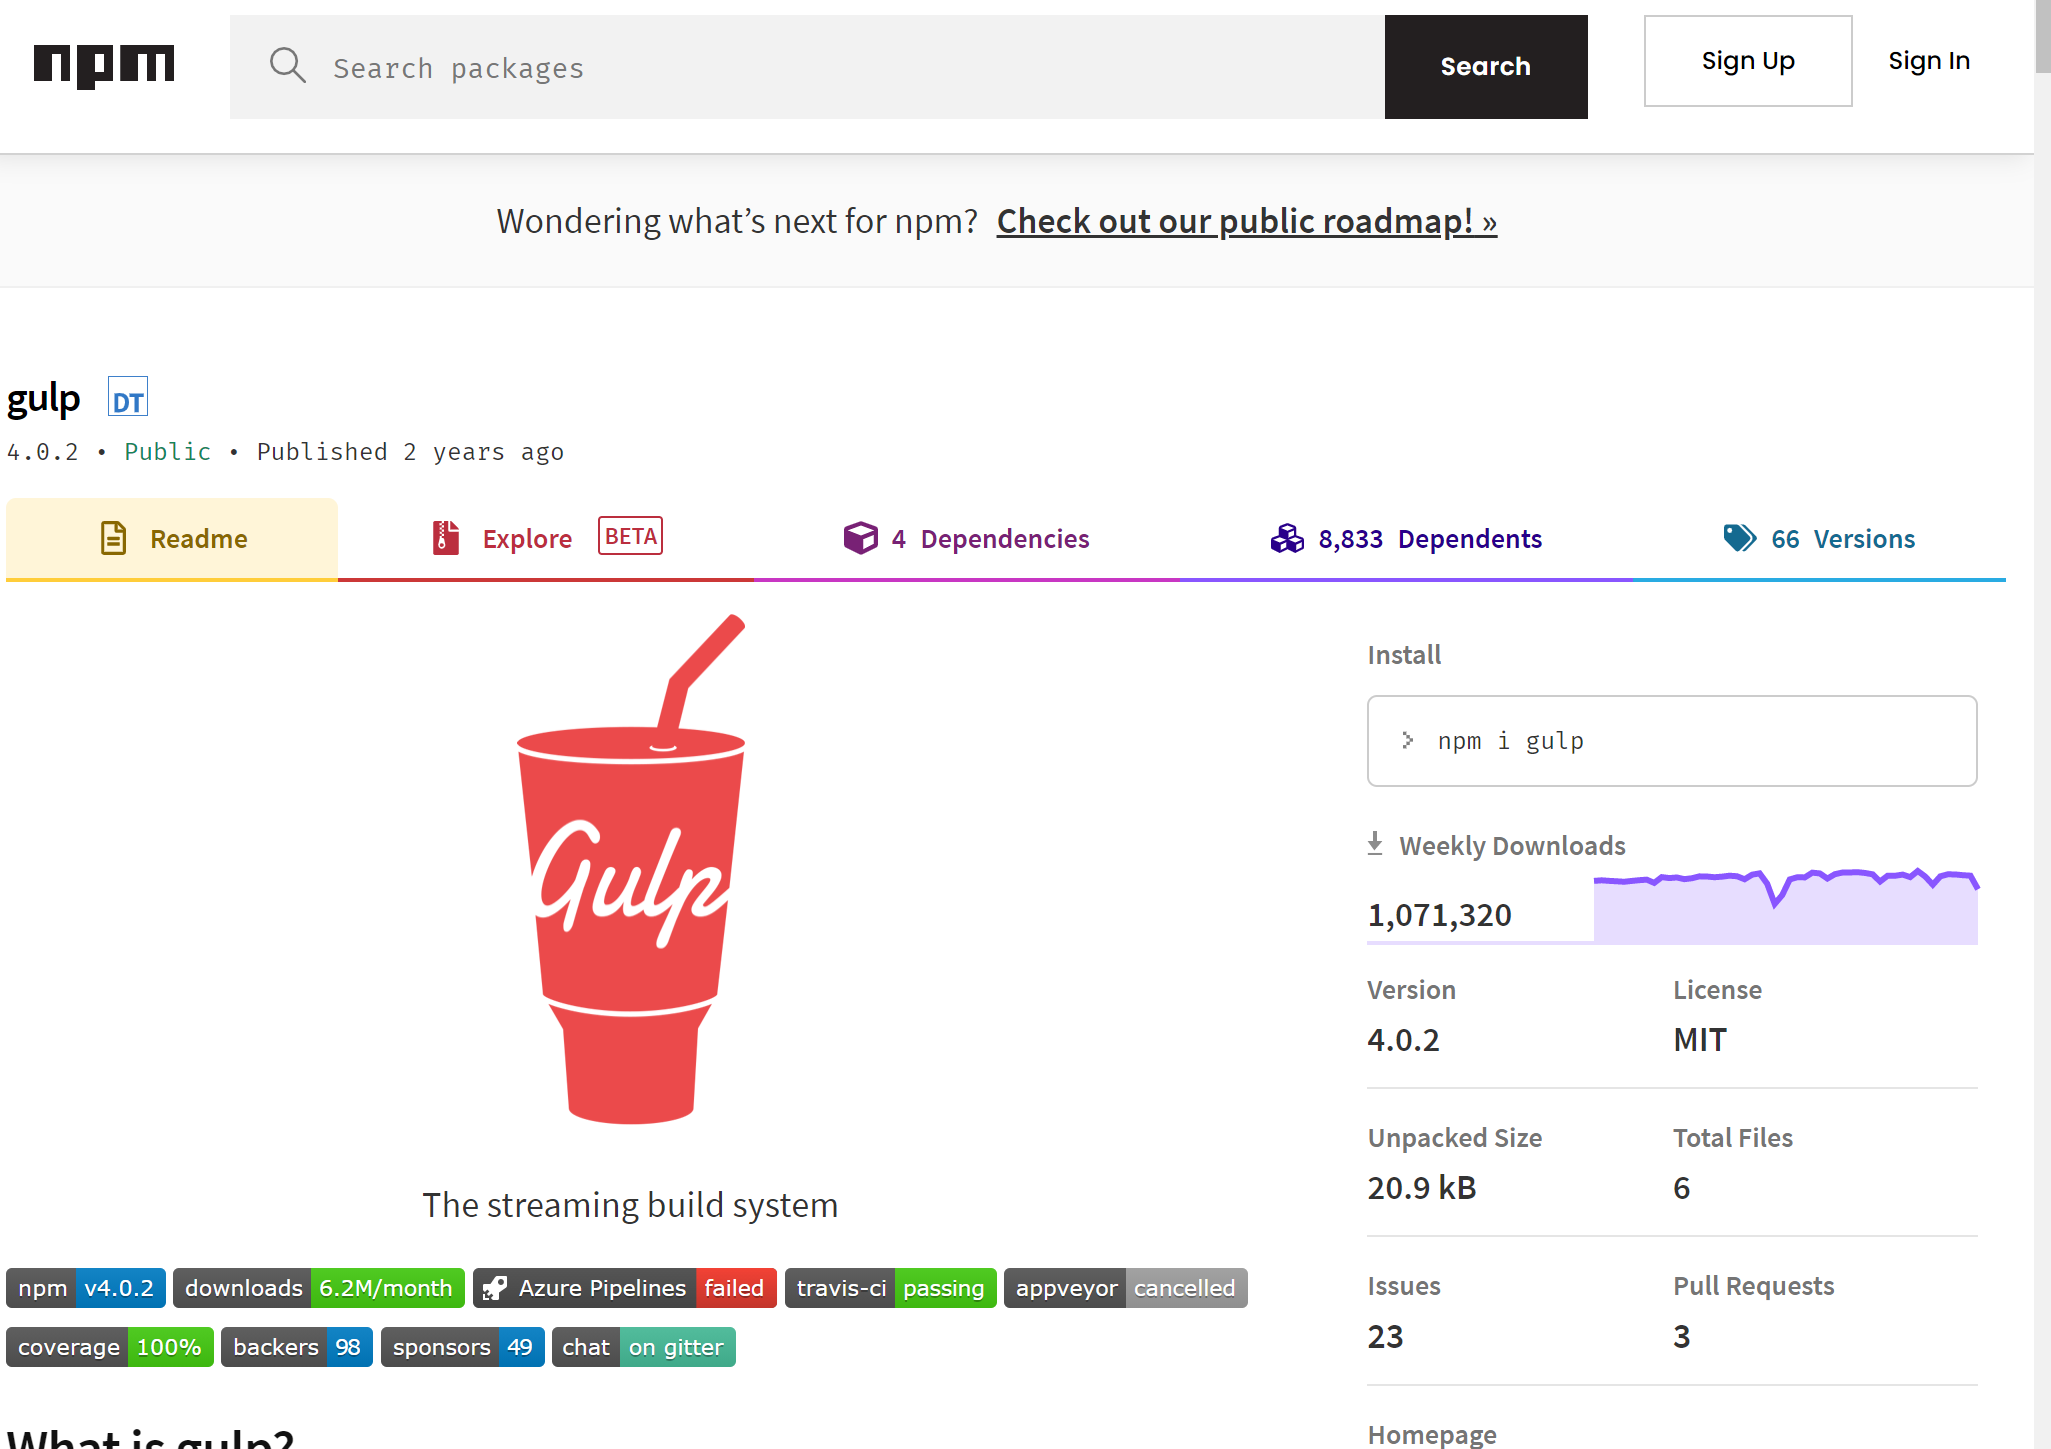 npm
Search packages
Search
Sign Up
Sign In
Wondering what’s next for npm? Check out our public roadmap! »
gulp DT
4.0.2 • Public • Published 2 years ago
Readme
Explore BETA
4 Dependencies
8,833 Dependents
66 Versions
Gulp
The streaming build system
npm v4.0.2 downloads 6.2M/month Azure Pipelines failed travis-ci passing appveyor cancelled
coverage 100% backers 98 sponsors 49 chat on gitter
What is gulp?
Install
> npm i gulp
Weekly Downloads
1,071,320
Version
4.0.2
License
MIT
Unpacked Size
20.9 kB
Total Files
6
Issues
23
Pull Requests
3
Homepage